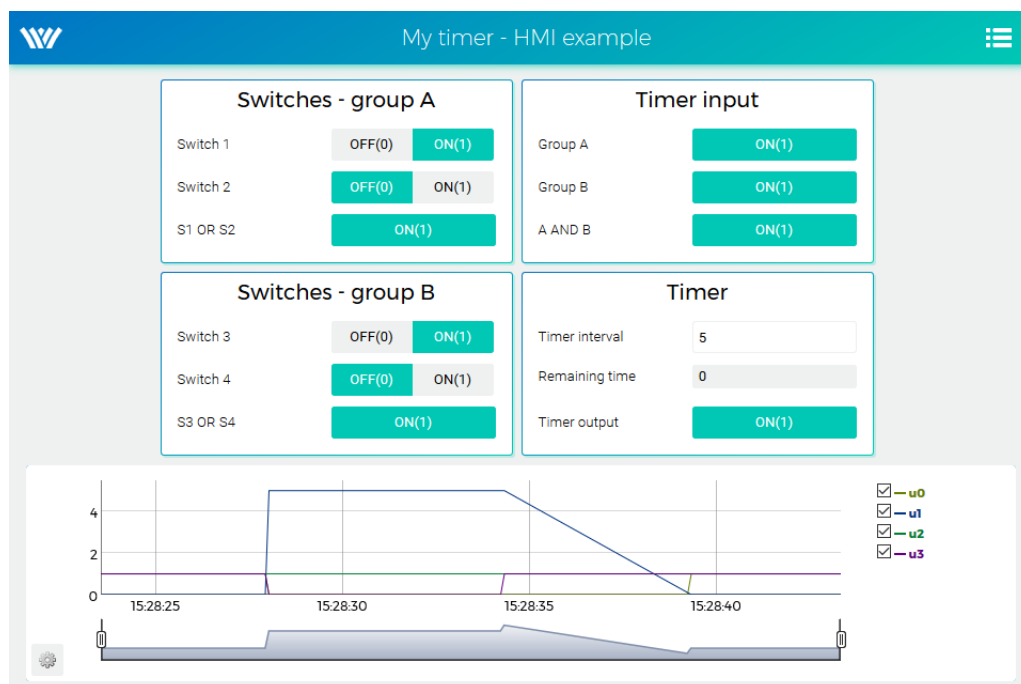 My timer - HMI example
Switches - group A
Switch 1 OFF(0) ON(1)
Switch 2 OFF(0) ON(1)
S1 OR S2 ON(1)
Timer input
Group A ON(1)
Group B ON(1)
A AND B ON(1)
Switches - group B
Switch 3 OFF(0) ON(1)
Switch 4 OFF(0) ON(1)
S3 OR S4 ON(1)
Timer
Timer interval 5
Remaining time 0
Timer output ON(1)
4
2
0
15:28:25 15:28:30 15:28:35 15:28:40
u0
u1
u2
u3